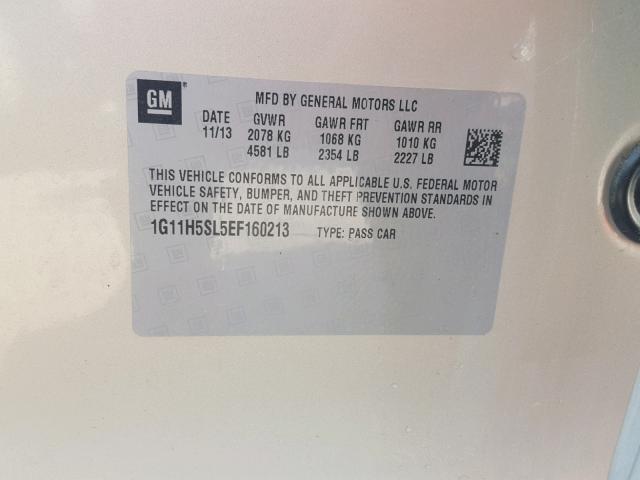 GM
MFD BY GENERAL MOTORS LLC
DATE GVWR GAWR FRT GAWR RR
11/13 2078 KG 1068 KG 1010 KG
4581 LB 2354 LB 2227 LB
THIS VEHICLE CONFORMS TO ALL APPLICABLE U.S. FEDERAL MOTOR
VEHICLE SAFETY, BUMPER, AND THEFT PREVENTION STANDARDS IN
EFFECT ON THE DATE OF MANUFACTURE SHOWN ABOVE.
1G11H5SL5EF160213 TYPE: PASS CAR